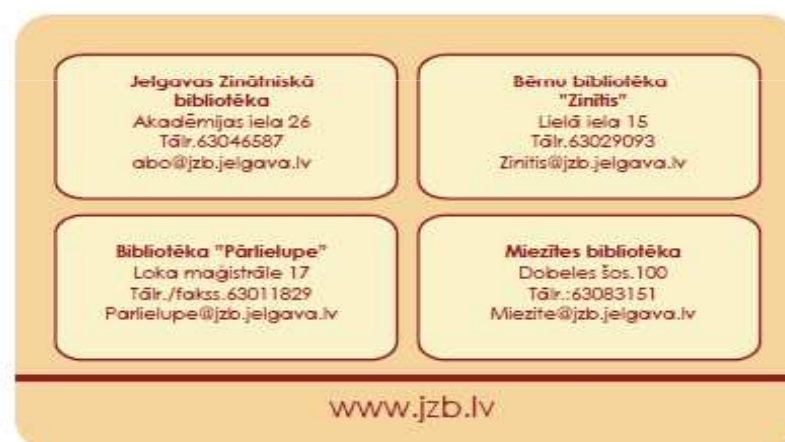 Jelgavas Zinātniskā
bibliotēka
Akadēmijas iela 26
Tālr.63046587
abo@jzb.jelgava.lv
Bērnu bibliotēka
"Zinītis"
Lielā iela 15
Tālr.63029093
Zinitis@jzb.jelgava.lv
Bibliotēka "Pārlielupe"
Loka maģistrāle 17
Tālr./fakss.63011829
Parlielupe@jzb.jelgava.lv
Miezītes bibliotēka
Dobeles šos.100
Tālr.:63083151
Miezite@jzb.jelgava.lv
www.jzb.lv